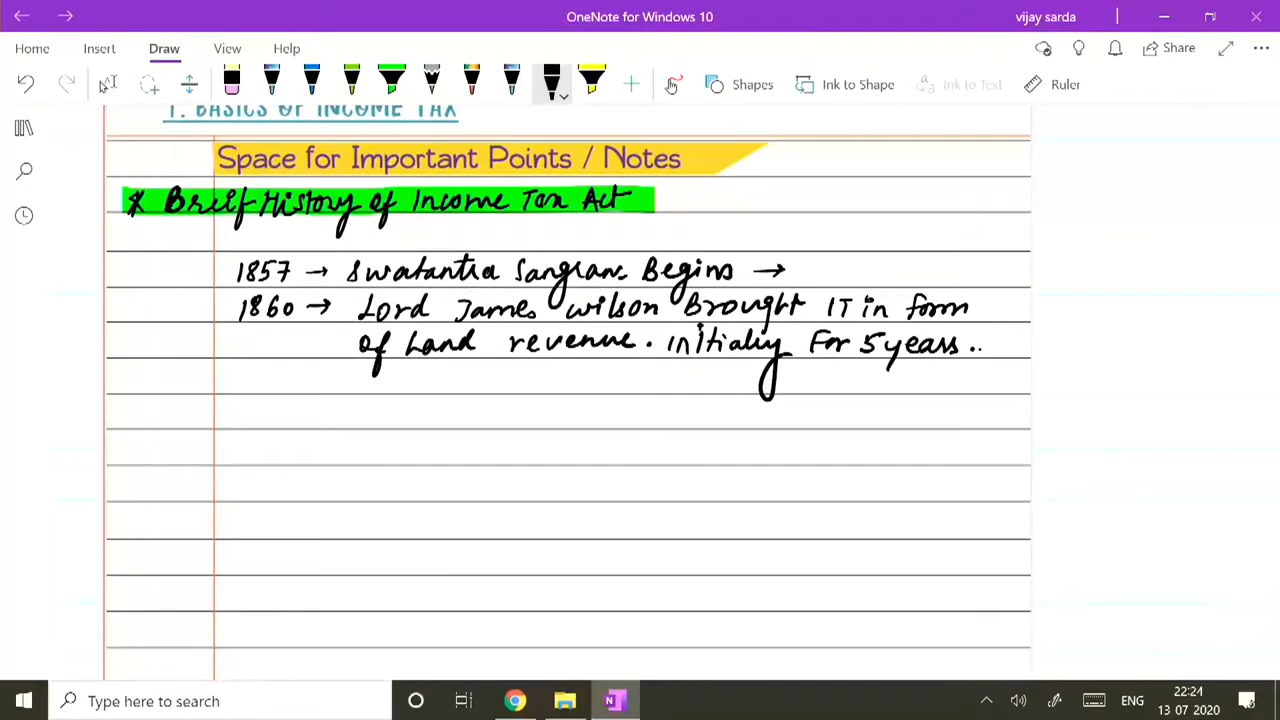 OneNote for Windows 10
vijay sarda
Home Insert Draw View Help
Share
Shapes Ink to Shape Ink to Text Ruler
1. BASICS OF INCOME TAX
Space for Important Points / Notes
* Brief History of Income Tax Act
1857 → Swatantra Sangram Begins →
1860 → Lord James Wilson Brought IT in form
of Land revenue. initially For 5 years ..
Type here to search
ENG
22:24
13-07-2020